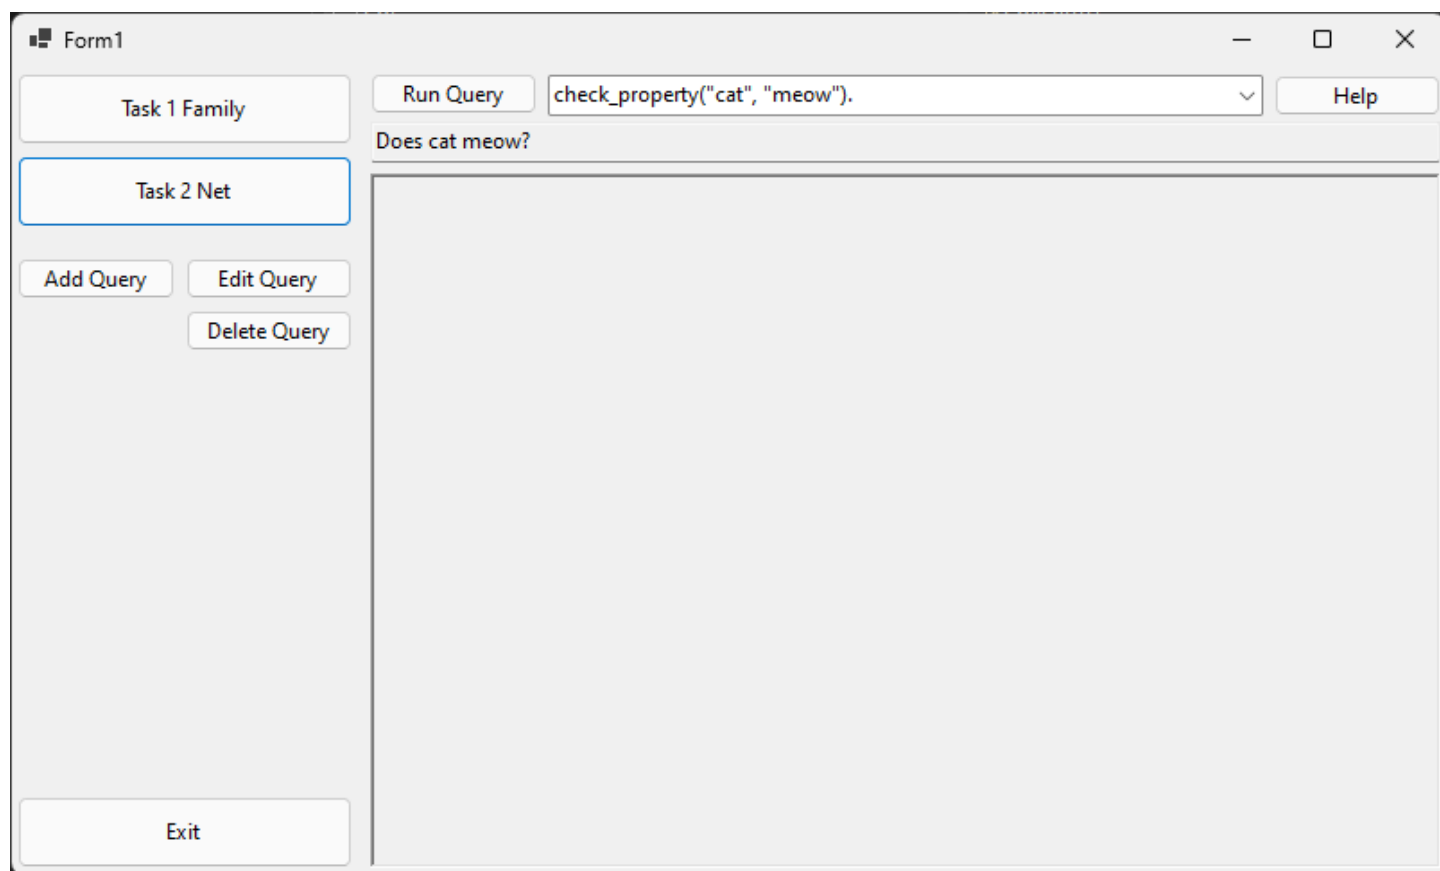 Form1
Task 1 Family
Run Query
check_property("cat", "meow").
Help
Does cat meow?
Task 2 Net
Add Query
Edit Query
Delete Query
Exit